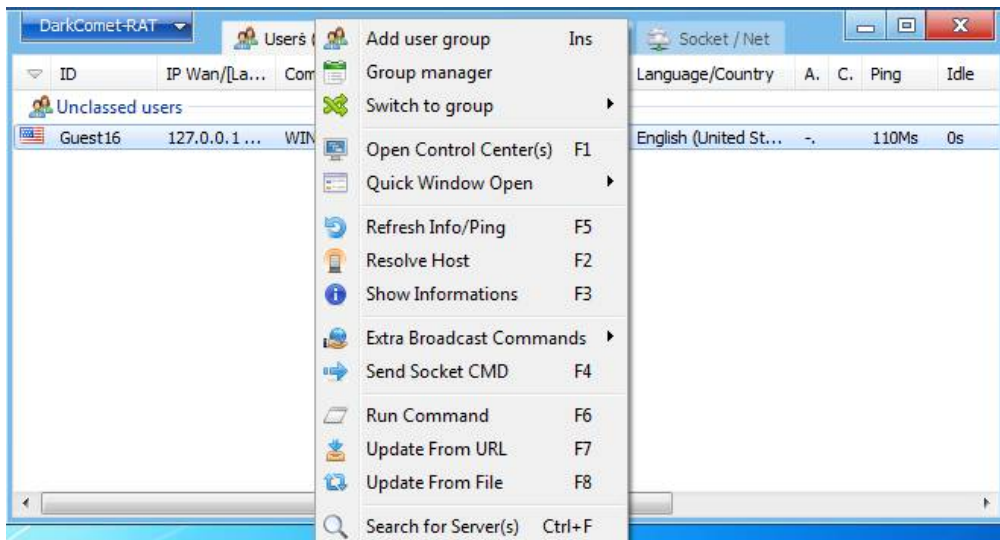 DarkComet-RAT
Users (
Socket / Net
ID IP Wan/[La... Com Language/Country A. C. Ping Idle
Unclassed users
Guest16 127.0.0.1 ... WIN English (United St... -. 110Ms 0s
Add user group Ins
Group manager
Switch to group
Open Control Center(s) F1
Quick Window Open
Refresh Info/Ping F5
Resolve Host F2
Show Informations F3
Extra Broadcast Commands
Send Socket CMD F4
Run Command F6
Update From URL F7
Update From File F8
Search for Server(s) Ctrl+F